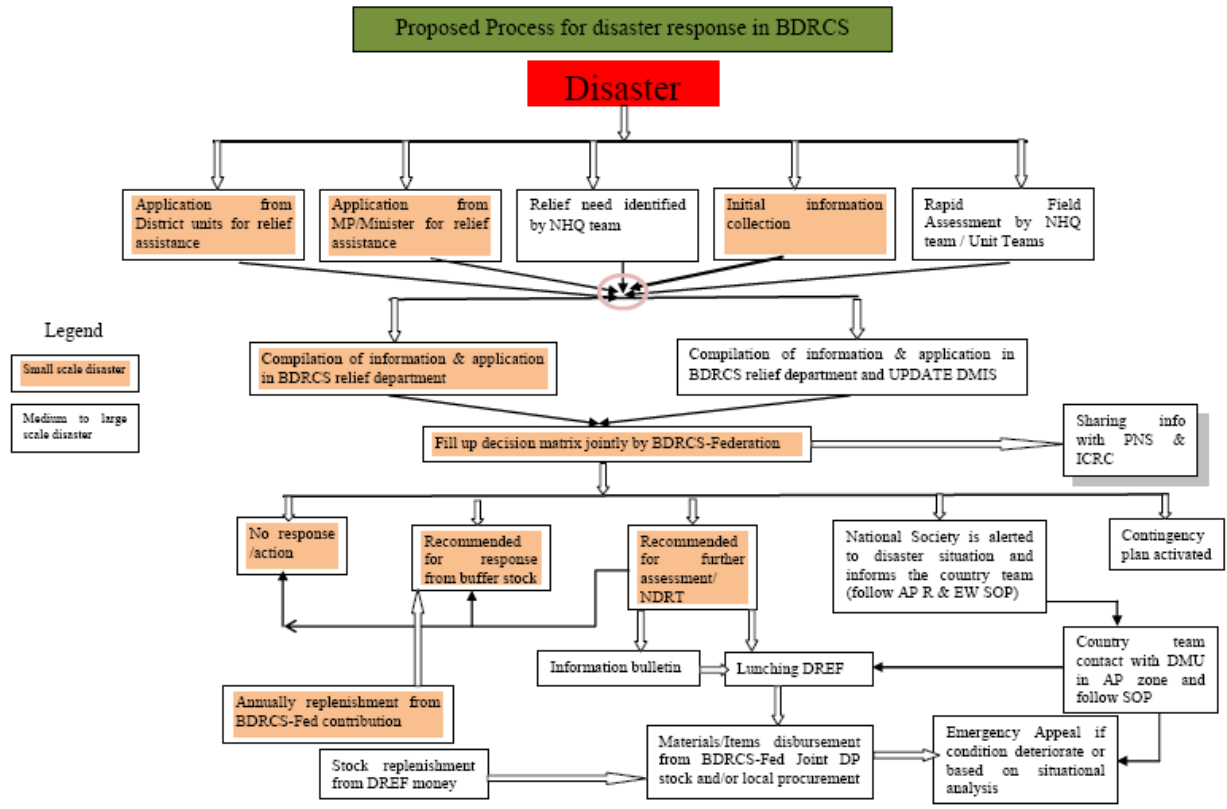 Proposed Process for disaster response in BDRCS
Disaster
Application from
District units for relief
assistance
Application from
MP/Minister for relief
assistance
Relief need identified
by NHQ team
Initial information
collection
Rapid Field
Assessment by NHQ
team / Unit Teams
Legend
Small scale disaster
Medium to large
scale disaster
Compilation of information & application
in BDRCS relief department
Compilation of information & application in
BDRCS relief department and UPDATE DMIS
Fill up decision matrix jointly by BDRCS-Federation
Sharing info
with PNS &
ICRC
No response
/action
Recommended
for response
from buffer stock
Recommended
for further
assessment/
NDRT
National Society is alerted
to disaster situation and
informs the country team
(follow AP R & EW SOP)
Contingency
plan activated
Information bulletin
Lunching DREF
Country team
contact with DMU
in AP zone and
follow SOP
Annually replenishment from
BDRCS-Fed contribution
Stock replenishment
from DREF money
Materials/Items disbursement
from BDRCS-Fed Joint DP
stock and/or local procurement
Emergency Appeal if
condition deteriorate or
based on situational
analysis